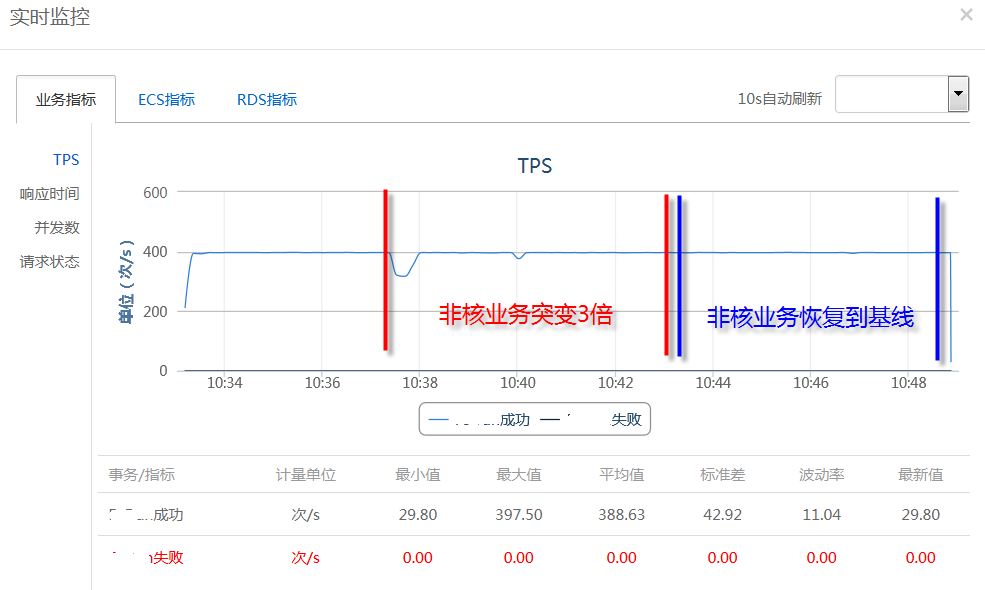 实时监控
×
业务指标 ECS指标 RDS指标 10s自动刷新
TPS
响应时间
并发数
请求状态
TPS
单位（次/s）
600
400
200
0
非核业务突变3倍
非核业务恢复到基线
10:34 10:36 10:38 10:40 10:42 10:44 10:46 10:48
成功 失败
事务/指标 计量单位 最小值 最大值 平均值 标准差 波动率 最新值
成功 次/s 29.80 397.50 388.63 42.92 11.04 29.80
失败 次/s 0.00 0.00 0.00 0.00 0.00 0.00